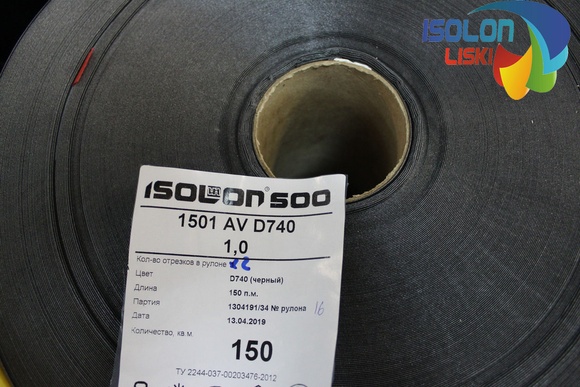 ISOLON
LISKI
ISOLON® 500
1501 AV D740
1,0
Кол-во отрезков в рулоне
Цвет D740 (черный)
Длина 150 п.м.
Партия 1304191/34 № рулона 16
Дата 13.04.2019
Количество, кв.м.
150
ТУ 2244-037-00203476-2012